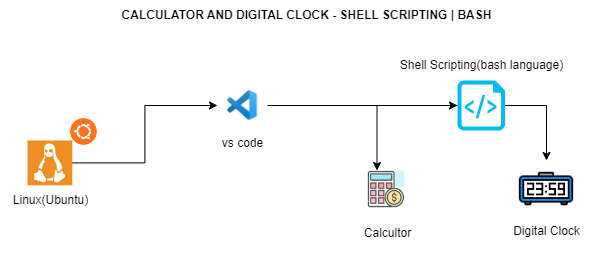 CALCULATOR AND DIGITAL CLOCK - SHELL SCRIPTING | BASH
Shell Scripting(bash language)
</>
vs code
23:59
Linux(Ubuntu)
Calcultor
Digital Clock